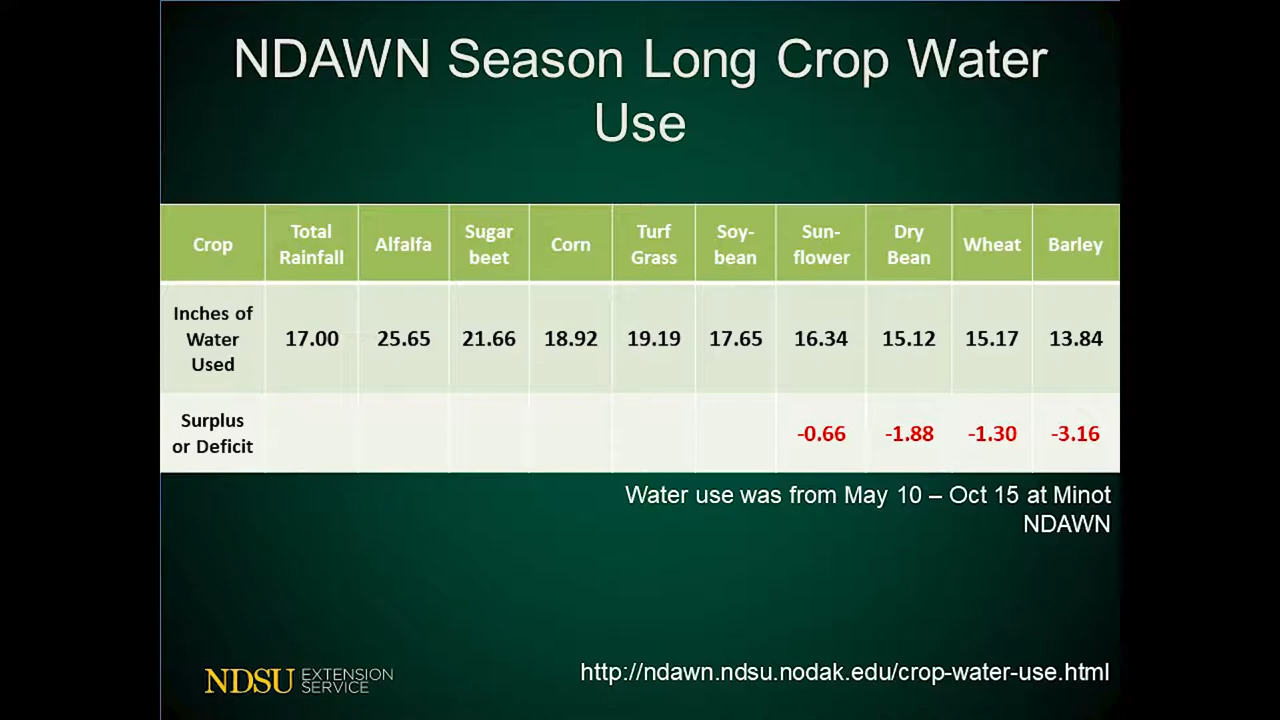 NDAWN Season Long Crop Water
Use
Crop Total Rainfall Alfalfa Sugar beet Corn Turf Grass Soy-bean Sun-flower Dry Bean Wheat Barley
Inches of Water Used 17.00 25.65 21.66 18.92 19.19 17.65 16.34 15.12 15.17 13.84
Surplus or Deficit -0.66 -1.88 -1.30 -3.16
Water use was from May 10 – Oct 15 at Minot
NDAWN
NDSU EXTENSION SERVICE
http://ndawn.ndsu.nodak.edu/crop-water-use.html